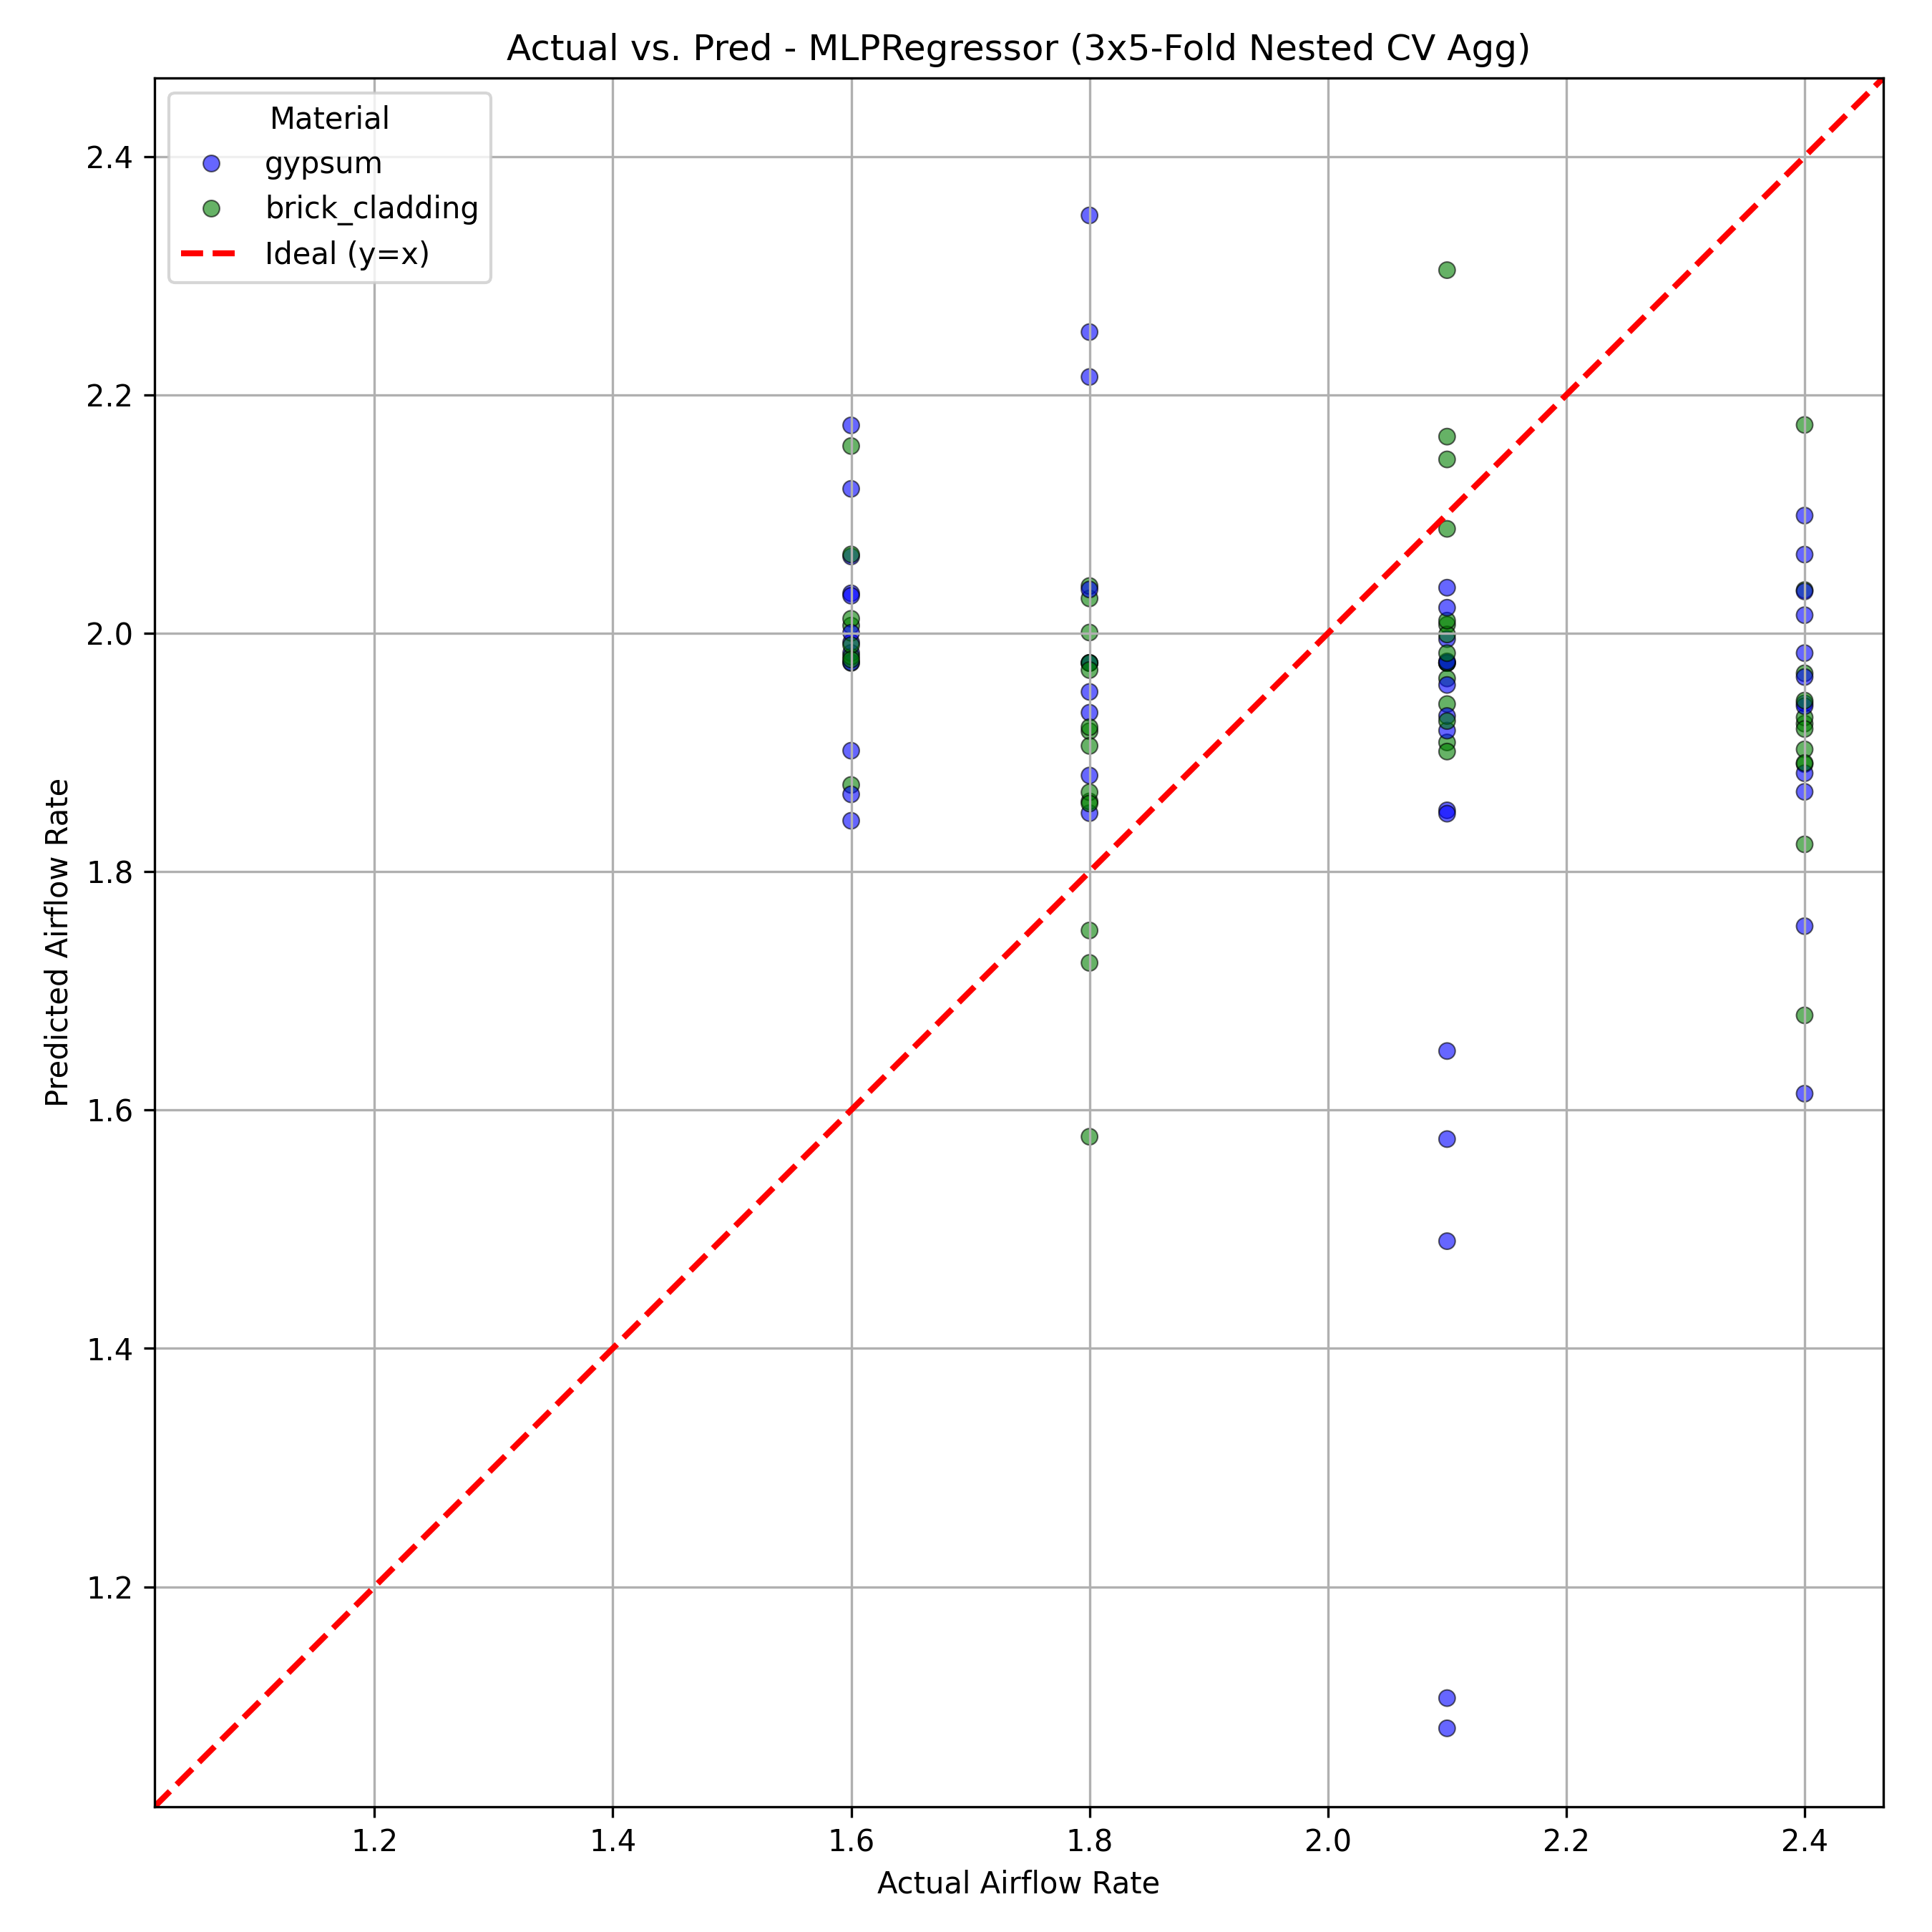 Actual vs. Pred - MLPRegressor (3x5-Fold Nested CV Agg)
Material
gypsum
brick_cladding
Ideal (y=x)
2.4
2.2
2.0
1.8
1.6
1.4
1.2
Predicted Airflow Rate
1.2
1.4
1.6
1.8
2.0
2.2
2.4
Actual Airflow Rate